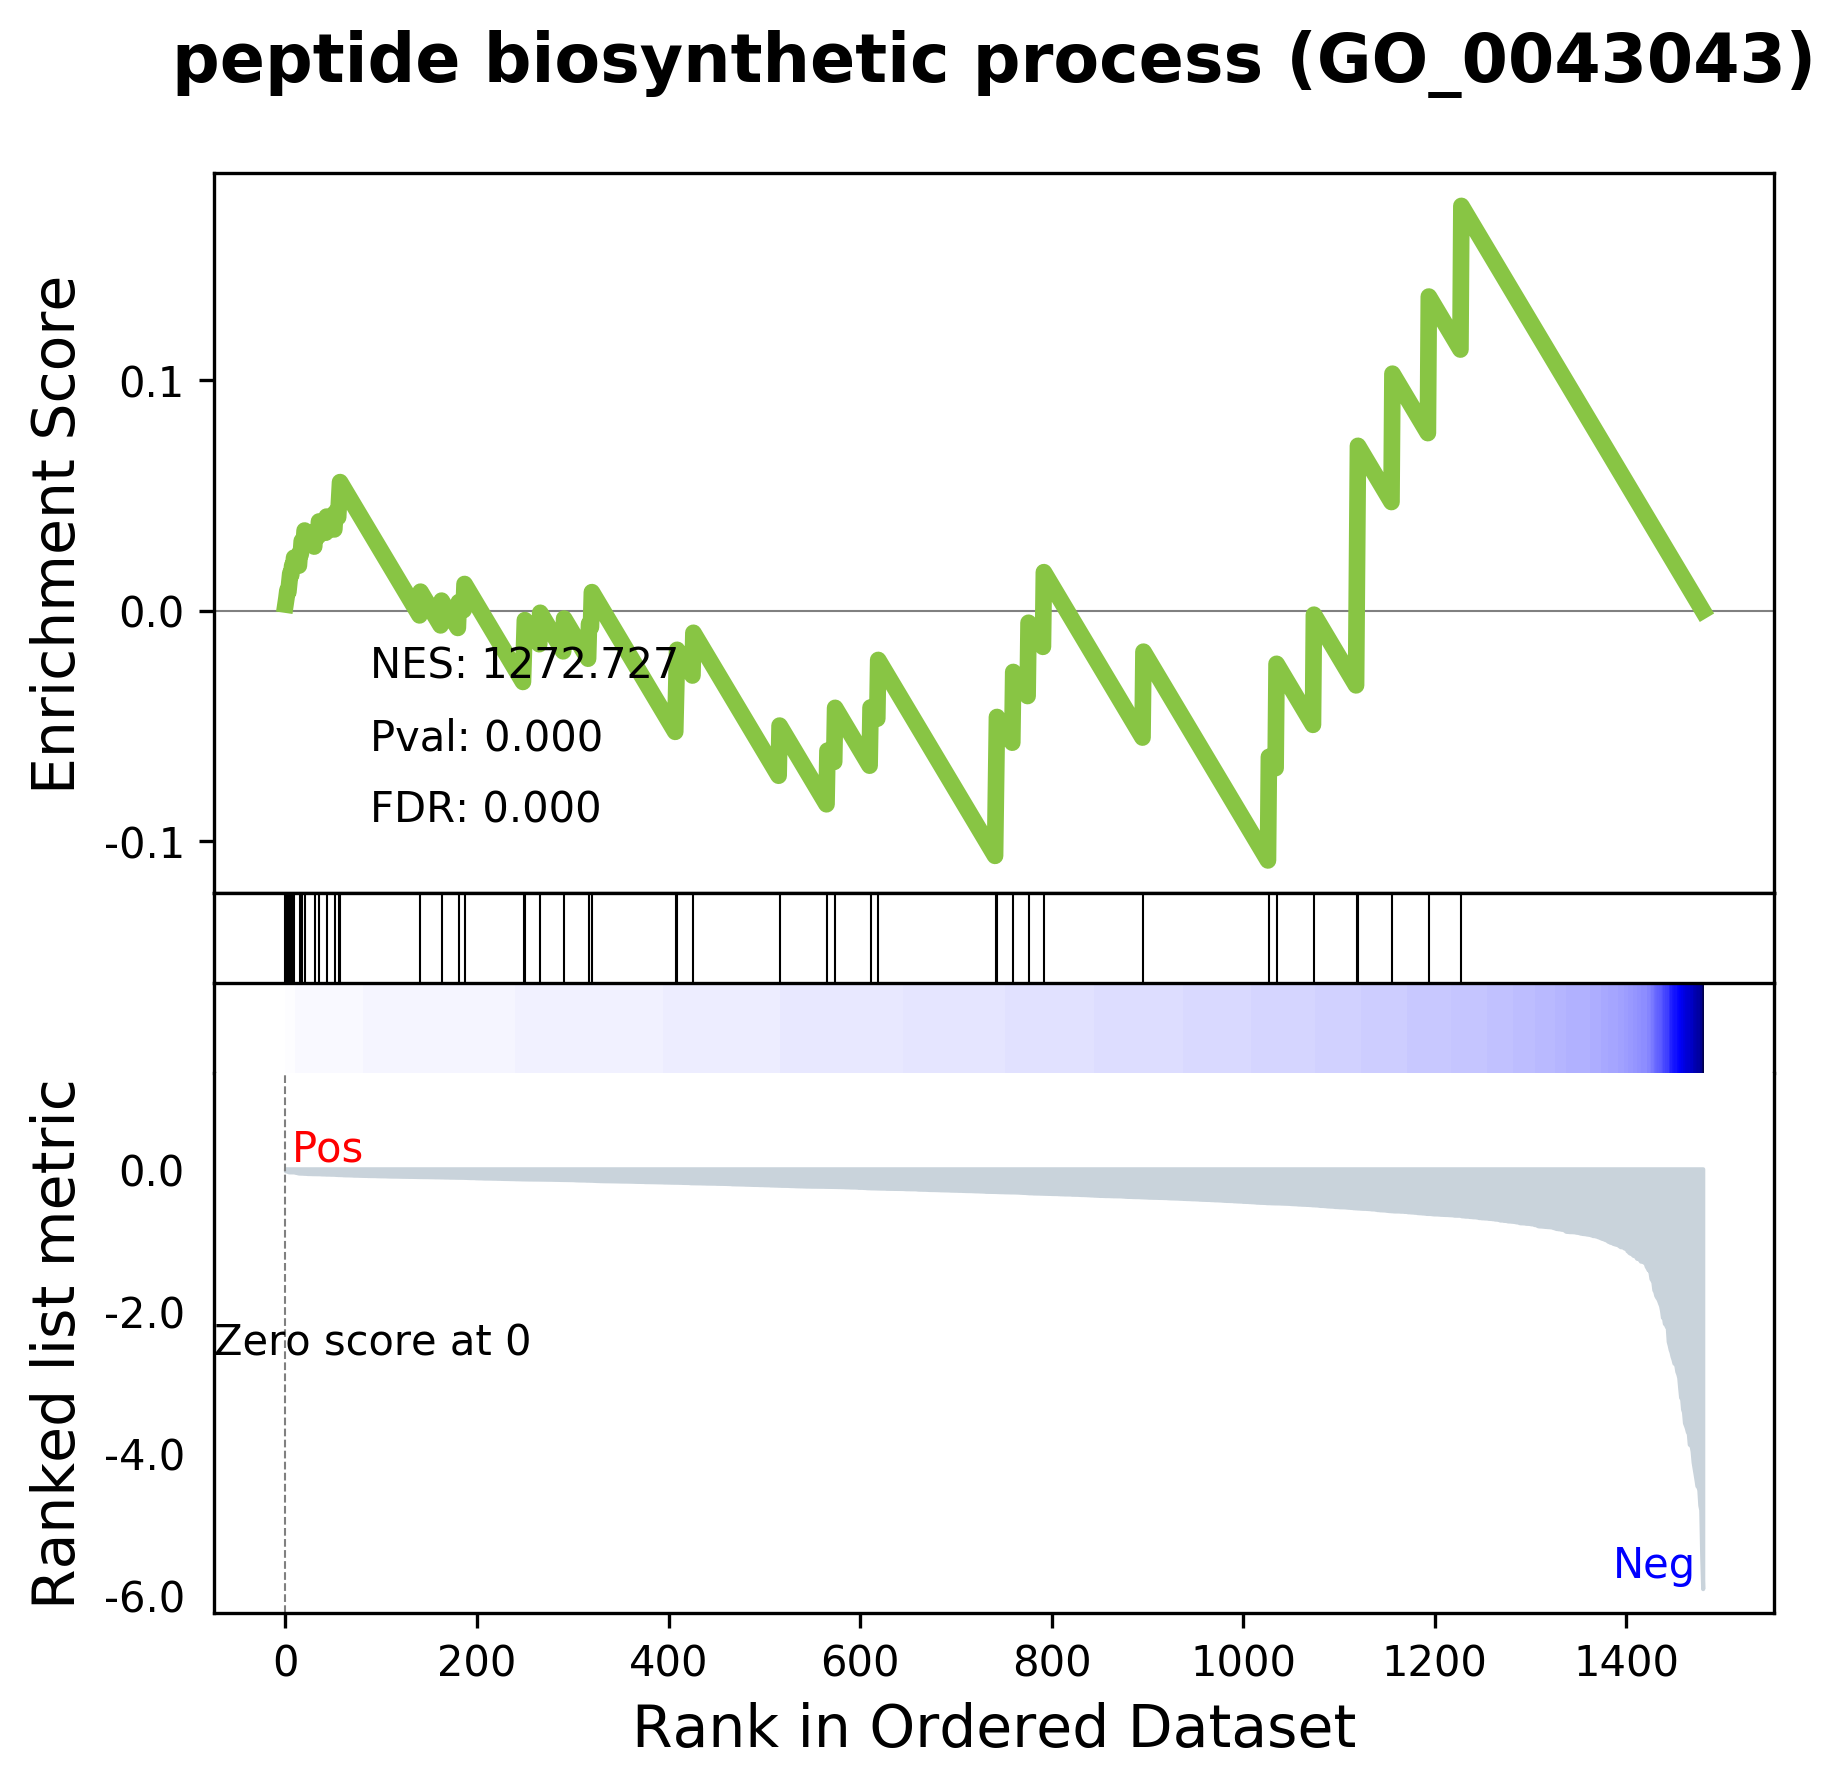 peptide biosynthetic process (GO_0043043)
Enrichment Score
0.1
0.0
-0.1
NES: 1272.727
Pval: 0.000
FDR: 0.000
Ranked list metric
Pos
0.0
-2.0
Zero score at 0
-4.0
Neg
-6.0
0 200 400 600 800 1000 1200 1400
Rank in Ordered Dataset